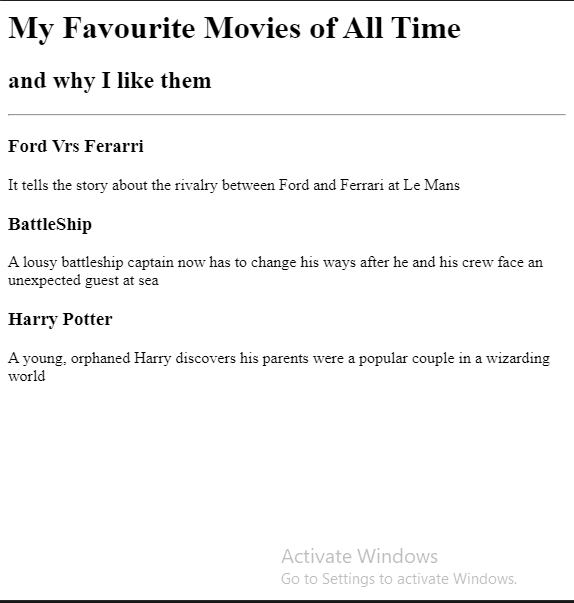 My Favourite Movies of All Time
and why I like them
Ford Vrs Ferarri
It tells the story about the rivalry between Ford and Ferrari at Le Mans
BattleShip
A lousy battleship captain now has to change his ways after he and his crew face an
unexpected guest at sea
Harry Potter
A young, orphaned Harry discovers his parents were a popular couple in a wizarding
world
Activate Windows
Go to Settings to activate Windows.